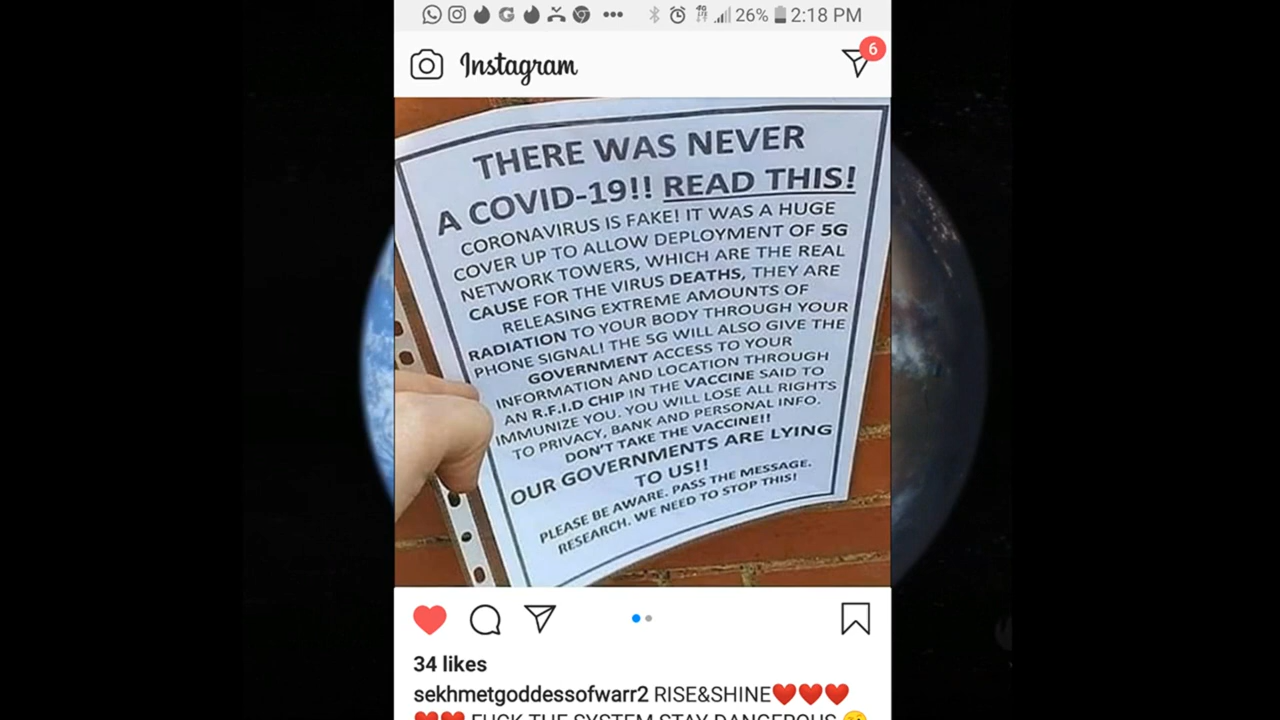 26% 2:18 PM
Instagram
6
THERE WAS NEVER
A COVID-19!! READ THIS!
CORONAVIRUS IS FAKE! IT WAS A HUGE
COVER UP TO ALLOW DEPLOYMENT OF 5G
NETWORK TOWERS, WHICH ARE THE REAL
CAUSE FOR THE VIRUS DEATHS, THEY ARE
RELEASING EXTREME AMOUNTS OF
RADIATION TO YOUR BODY THROUGH YOUR
PHONE SIGNAL! THE 5G WILL ALSO GIVE THE
GOVERNMENT ACCESS TO YOUR
INFORMATION AND LOCATION THROUGH
AN R.F.I.D CHIP IN THE VACCINE SAID TO
IMMUNIZE YOU. YOU WILL LOSE ALL RIGHTS
TO PRIVACY, BANK AND PERSONAL INFO.
DON'T TAKE THE VACCINE!!
OUR GOVERNMENTS ARE LYING
TO US!!
PLEASE BE AWARE. PASS THE MESSAGE.
RESEARCH. WE NEED TO STOP THIS!
34 likes
sekhmetgoddessofwarr2 RISE&SHINE❤️❤️❤️
❤️❤️ FUCK THE SYSTEM STAY DANGEROUS